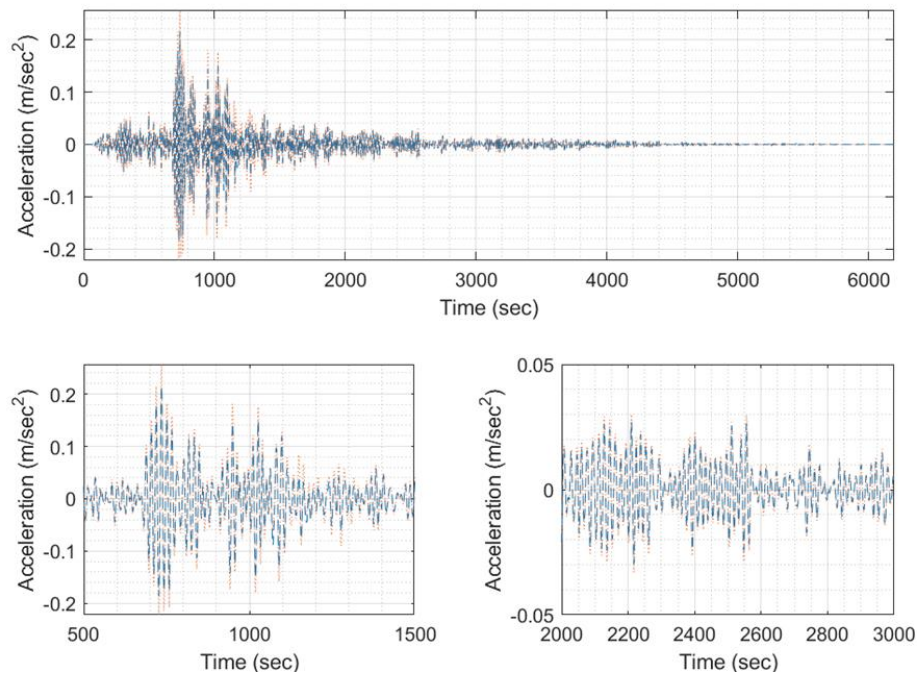 0.2
0.1
0
-0.1
-0.2
Acceleration (m/sec²)
0 1000 2000 3000 4000 5000 6000
Time (sec)
0.2
0.1
0
-0.1
-0.2
Acceleration (m/sec²)
500 1000 1500
Time (sec)
0.05
0
-0.05
Acceleration (m/sec²)
2000 2200 2400 2600 2800 3000
Time (sec)